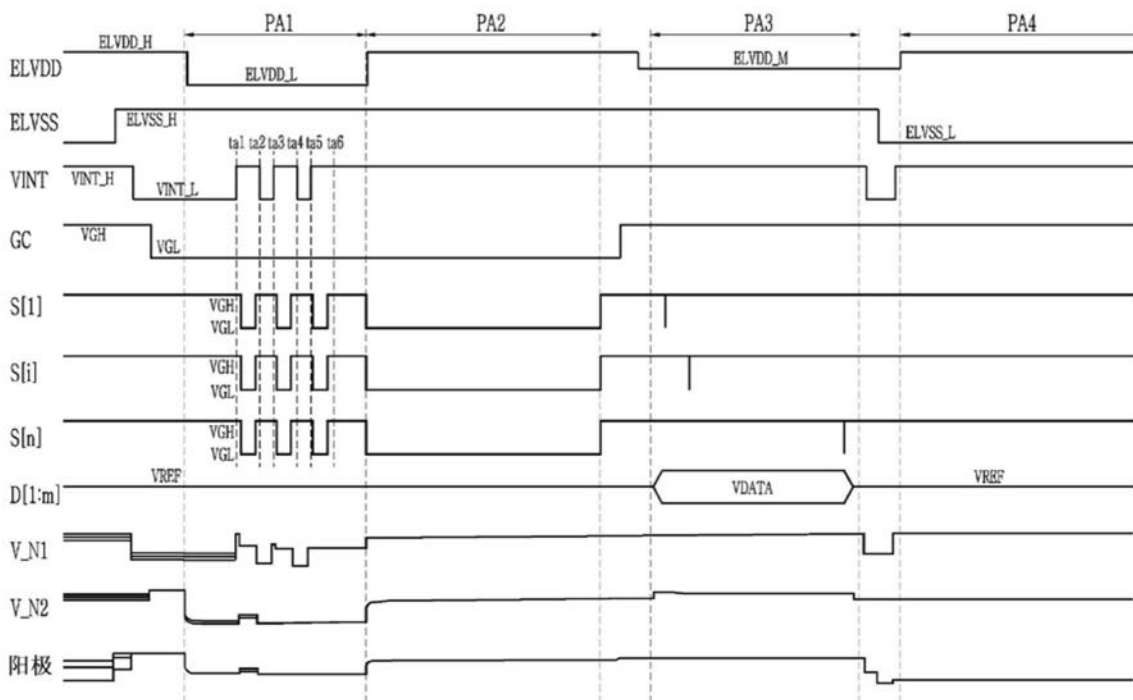 PA1 PA2 PA3 PA4
ELVDD ELVDD_H ELVDD_L ELVDD_M
ELVSS ELVSS_H ELVSS_L
ta1 ta2 ta3 ta4 ta5 ta6
VINT VINT_H VINT_L
GC VGH VGL
S[1] VGH
VGL
S[i] VGH
VGL
S[n] VGH
VGL
D[1:m] VREF VDATA VREF
V_N1
V_N2
阳极